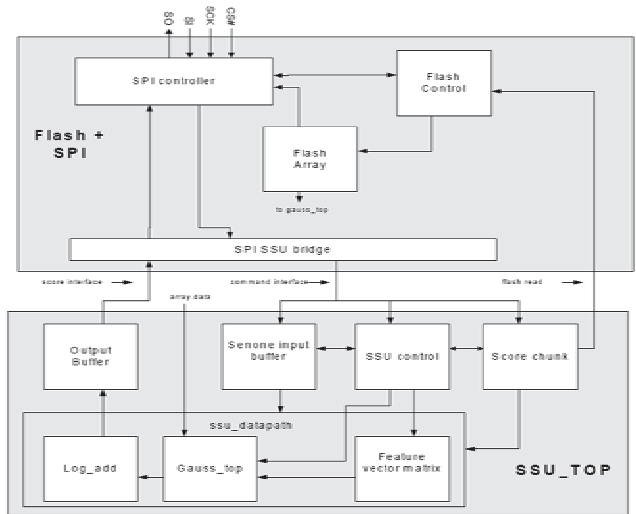 SO SI SCK CS#
SPI controller
Flash
Control
Flash +
SPI
Flash
Array
to gauss_top
SPI SSU bridge
score interface
command interface
flash read
array data
Output
Buffer
Senone input
buffer
SSU control
Score chunk
ssu_datapath
Log_add
Gauss_top
Feature
vector matrix
SSU_TOP